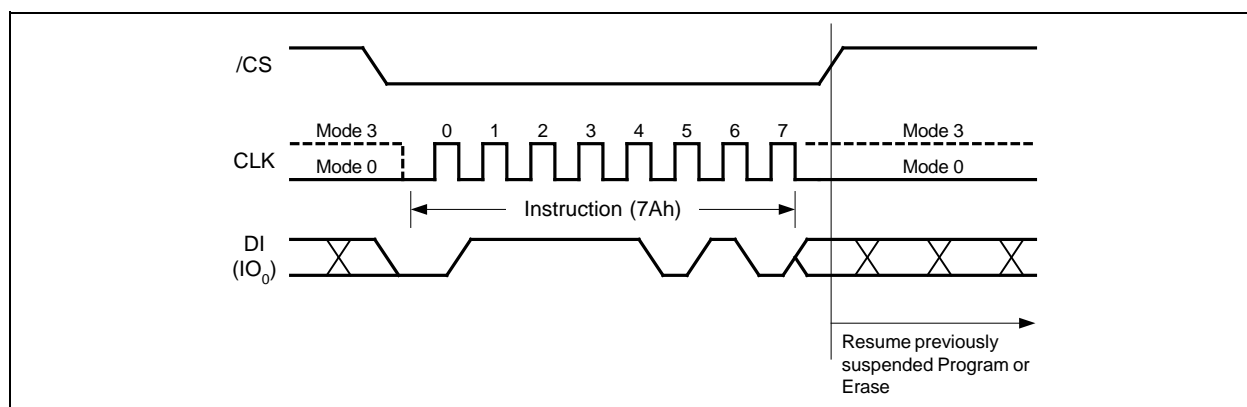 /CS
Mode 3 0 1 2 3 4 5 6 7 Mode 3
CLK
Mode 0 Mode 0
Instruction (7Ah)
DI
(IO0)
Resume previously
suspended Program or
Erase